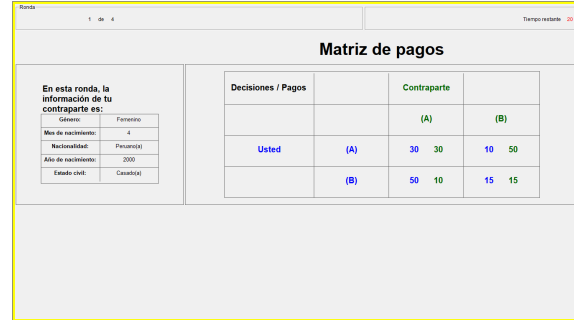 Ronda
1 de 4
Tiempo restante 20
Matriz de pagos
En esta ronda, la
información de tu
contraparte es:
Género: Femenino
Mes de nacimiento: 4
Nacionalidad: Peruano(a)
Año de nacimiento: 2000
Estado civil: Casado(a)
Decisiones / Pagos Contraparte
(A) (B)
Usted (A) 30 30 10 50
(B) 50 10 15 15